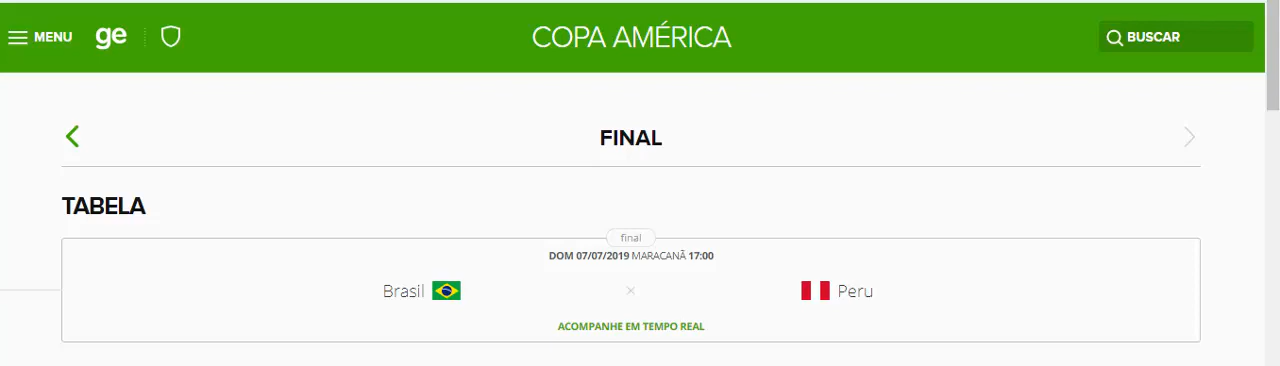 MENU ge COPA AMÉRICA BUSCAR
FINAL
TABELA
final
DOM 07/07/2019 MARACANÃ 17:00
Brasil × Peru
ACOMPANHE EM TEMPO REAL